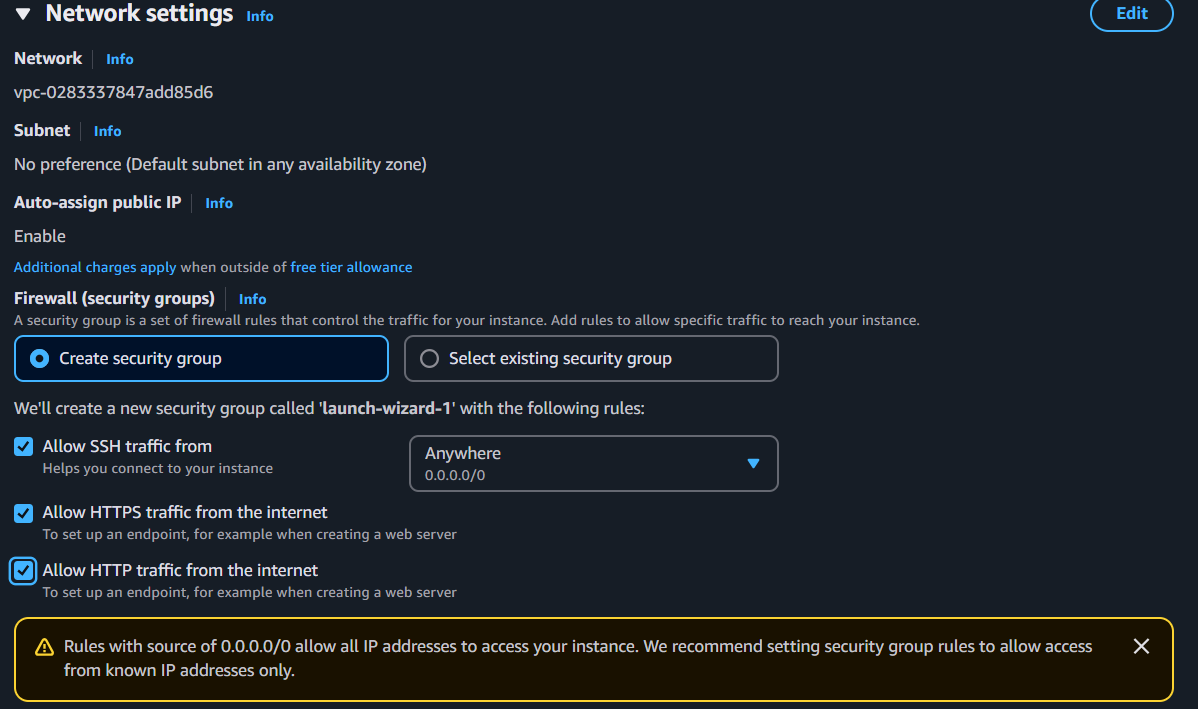 Network settings Info Edit
Network Info
vpc-0283337847add85d6
Subnet Info
No preference (Default subnet in any availability zone)
Auto-assign public IP Info
Enable
Additional charges apply when outside of free tier allowance
Firewall (security groups) Info
A security group is a set of firewall rules that control the traffic for your instance. Add rules to allow specific traffic to reach your instance.
Create security group Select existing security group
We'll create a new security group called 'launch-wizard-1' with the following rules:
Allow SSH traffic from
Helps you connect to your instance
Anywhere
0.0.0.0/0
Allow HTTPS traffic from the internet
To set up an endpoint, for example when creating a web server
Allow HTTP traffic from the internet
To set up an endpoint, for example when creating a web server
Rules with source of 0.0.0.0/0 allow all IP addresses to access your instance. We recommend setting security group rules to allow access
from known IP addresses only.